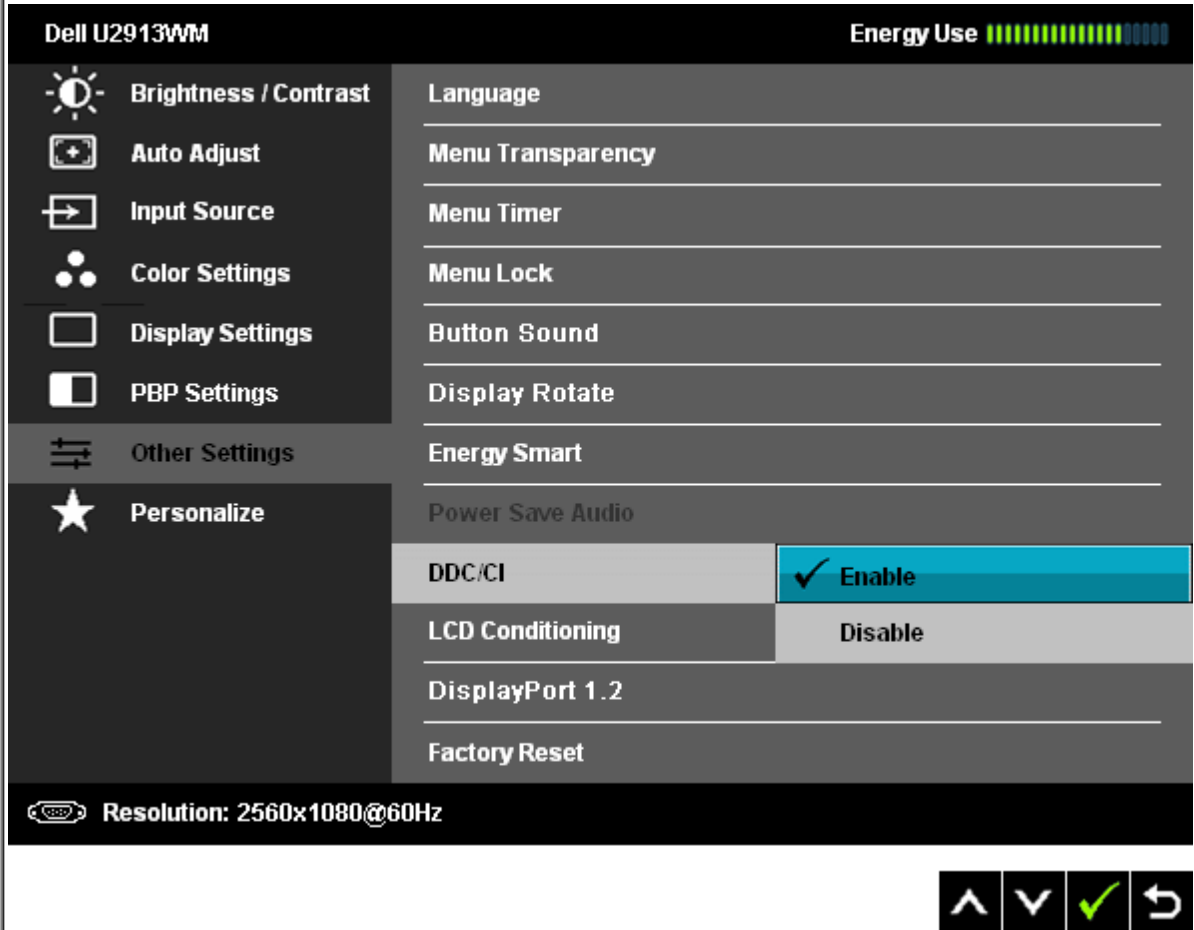 Dell U2913WM Energy Use
Brightness / Contrast Language
Auto Adjust Menu Transparency
Input Source Menu Timer
Color Settings Menu Lock
Display Settings Button Sound
PBP Settings Display Rotate
Other Settings Energy Smart
Personalize Power Save Audio
DDC/CI Enable
LCD Conditioning Disable
DisplayPort 1.2
Factory Reset
Resolution: 2560x1080@60Hz